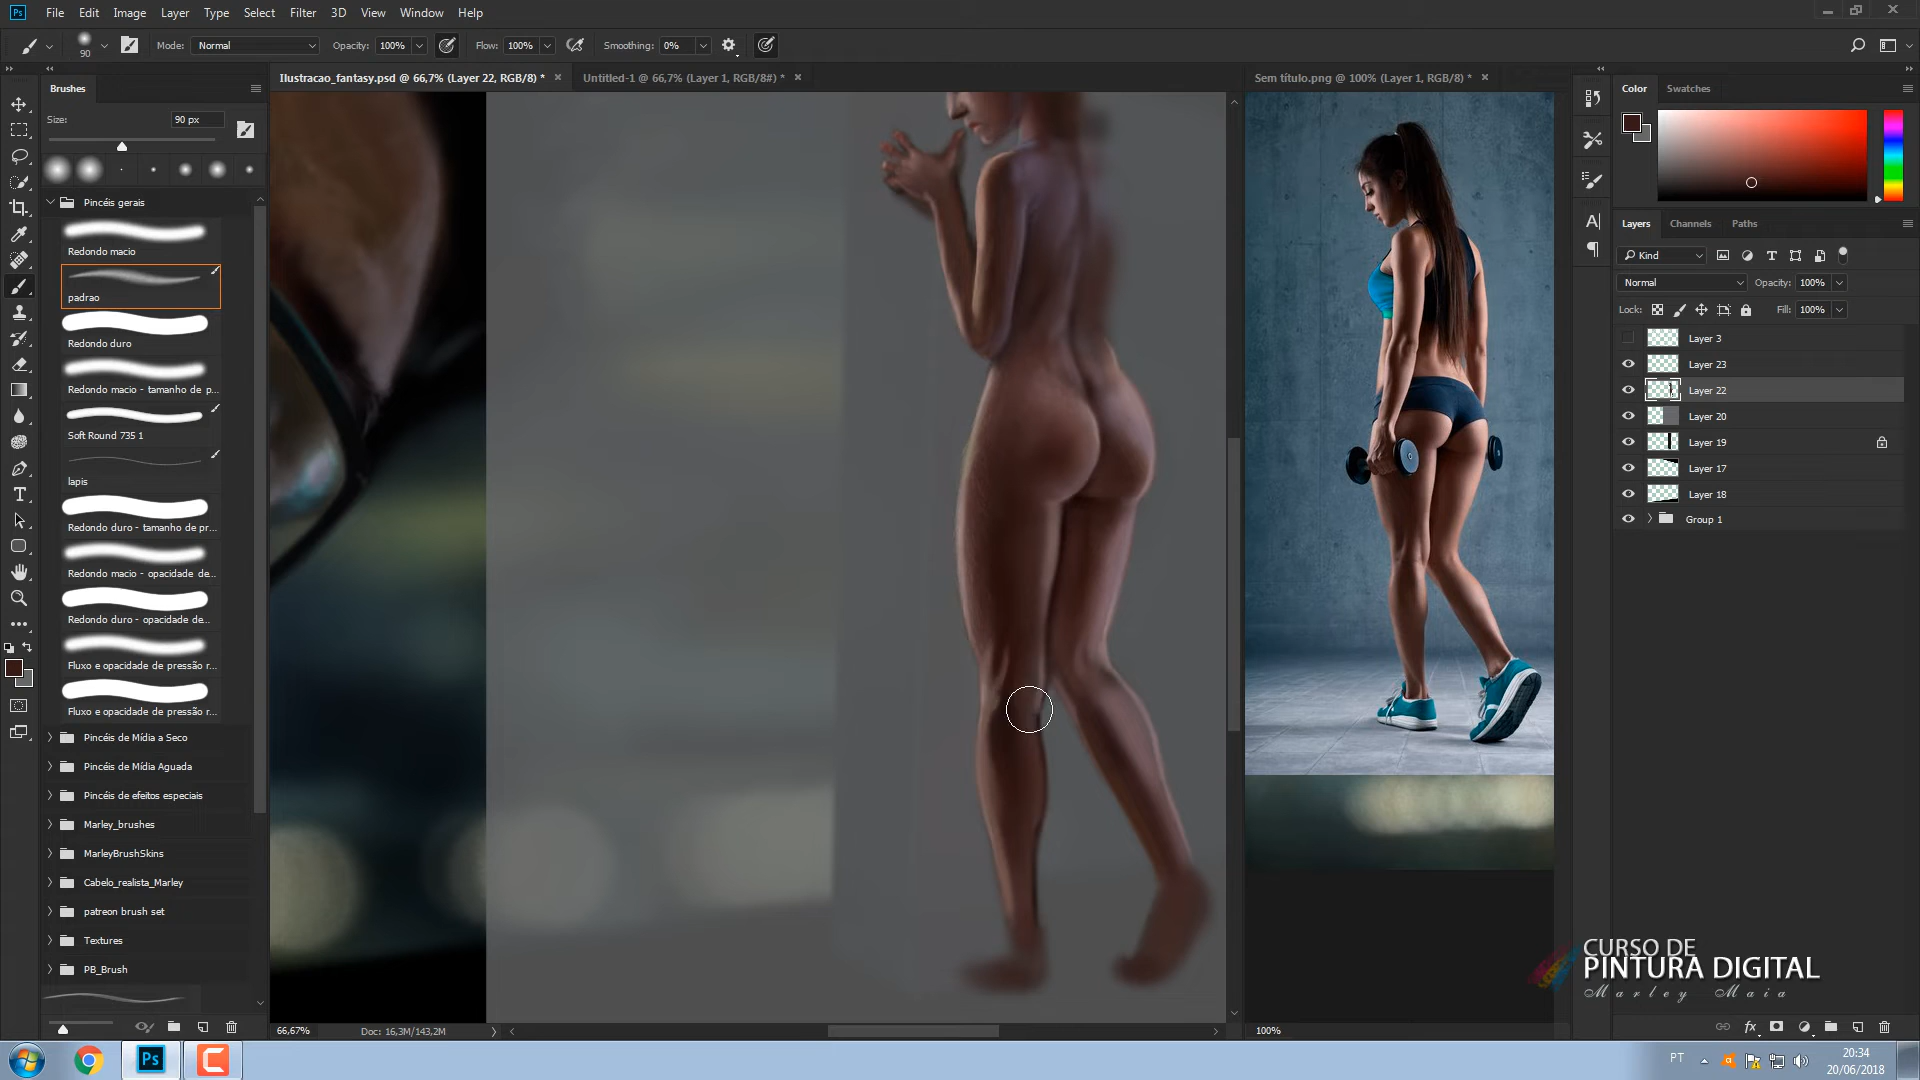 Ps File Edit Image Layer Type Select Filter 3D View Window Help
90 Mode: Normal Opacity: 100% Flow: 100% Smoothing: 0%
Ilustracao_fantasy.psd @ 66,7% (Layer 22, RGB/8) * × Untitled-1 @ 66,7% (Layer 1, RGB/8#) * × Sem título.png @ 100% (Layer 1, RGB/8) * ×
Brushes
Size: 90 px
Pincéis gerais
Redondo macio
padrao
Redondo duro
Redondo macio - tamanho de p...
Soft Round 735 1
lapis
Redondo duro - tamanho de pr...
Redondo macio - opacidade de...
Redondo duro - opacidade de...
Fluxo e opacidade de pressão r...
Fluxo e opacidade de pressão r...
Pincéis de Mídia a Seco
Pincéis de Mídia Aguada
Pincéis de efeitos especiais
Marley_brushes
MarleyBrushSkins
Cabelo_realista_Marley
patreon brush set
Textures
PB_Brush
66,67% Doc: 16,3M/143,2M
100%
Color Swatches
Layers Channels Paths
Kind
Normal Opacity: 100%
Lock: Fill: 100%
Layer 3
Layer 23
Layer 22
Layer 20
Layer 19
Layer 17
Layer 18
Group 1
CURSO DE
PINTURA DIGITAL
Marley Maia
Ps
PT
20:34
20/06/2018